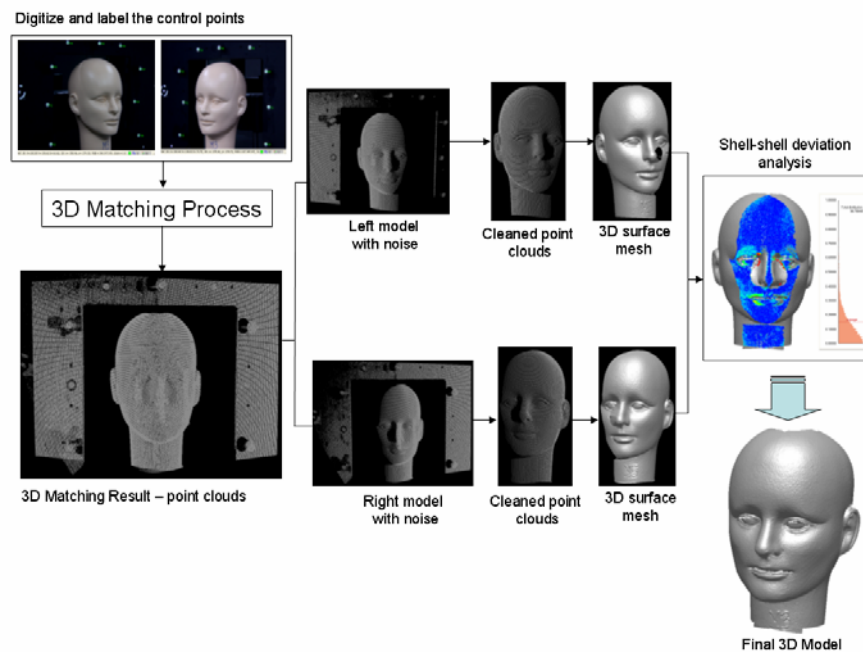 Digitize and label the control points
3D Matching Process
3D Matching Result – point clouds
Left model
with noise
Cleaned point
clouds
3D surface
mesh
Right model
with noise
Cleaned point
clouds
3D surface
mesh
Shell-shell deviation
analysis
Final 3D Model